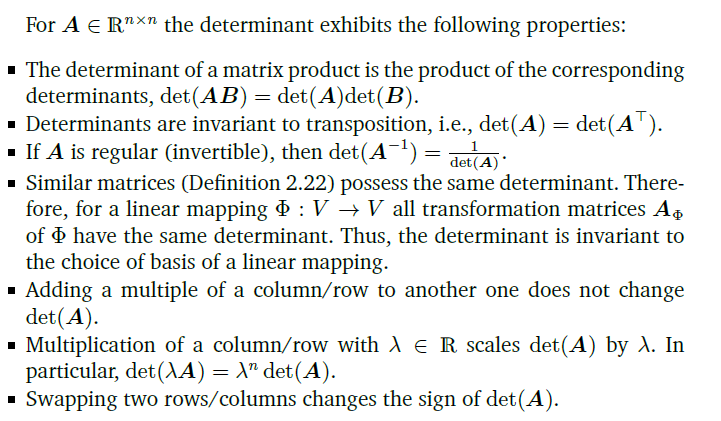 For A ∈ ℝⁿˣⁿ the determinant exhibits the following properties:
▪ The determinant of a matrix product is the product of the corresponding
determinants, det(AB) = det(A)det(B).
▪ Determinants are invariant to transposition, i.e., det(A) = det(A⊤).
▪ If A is regular (invertible), then det(A⁻¹) = 1/det(A).
▪ Similar matrices (Definition 2.22) possess the same determinant. There-
fore, for a linear mapping Φ : V → V all transformation matrices A_Φ
of Φ have the same determinant. Thus, the determinant is invariant to
the choice of basis of a linear mapping.
▪ Adding a multiple of a column/row to another one does not change
det(A).
▪ Multiplication of a column/row with λ ∈ ℝ scales det(A) by λ. In
particular, det(λA) = λⁿ det(A).
▪ Swapping two rows/columns changes the sign of det(A).